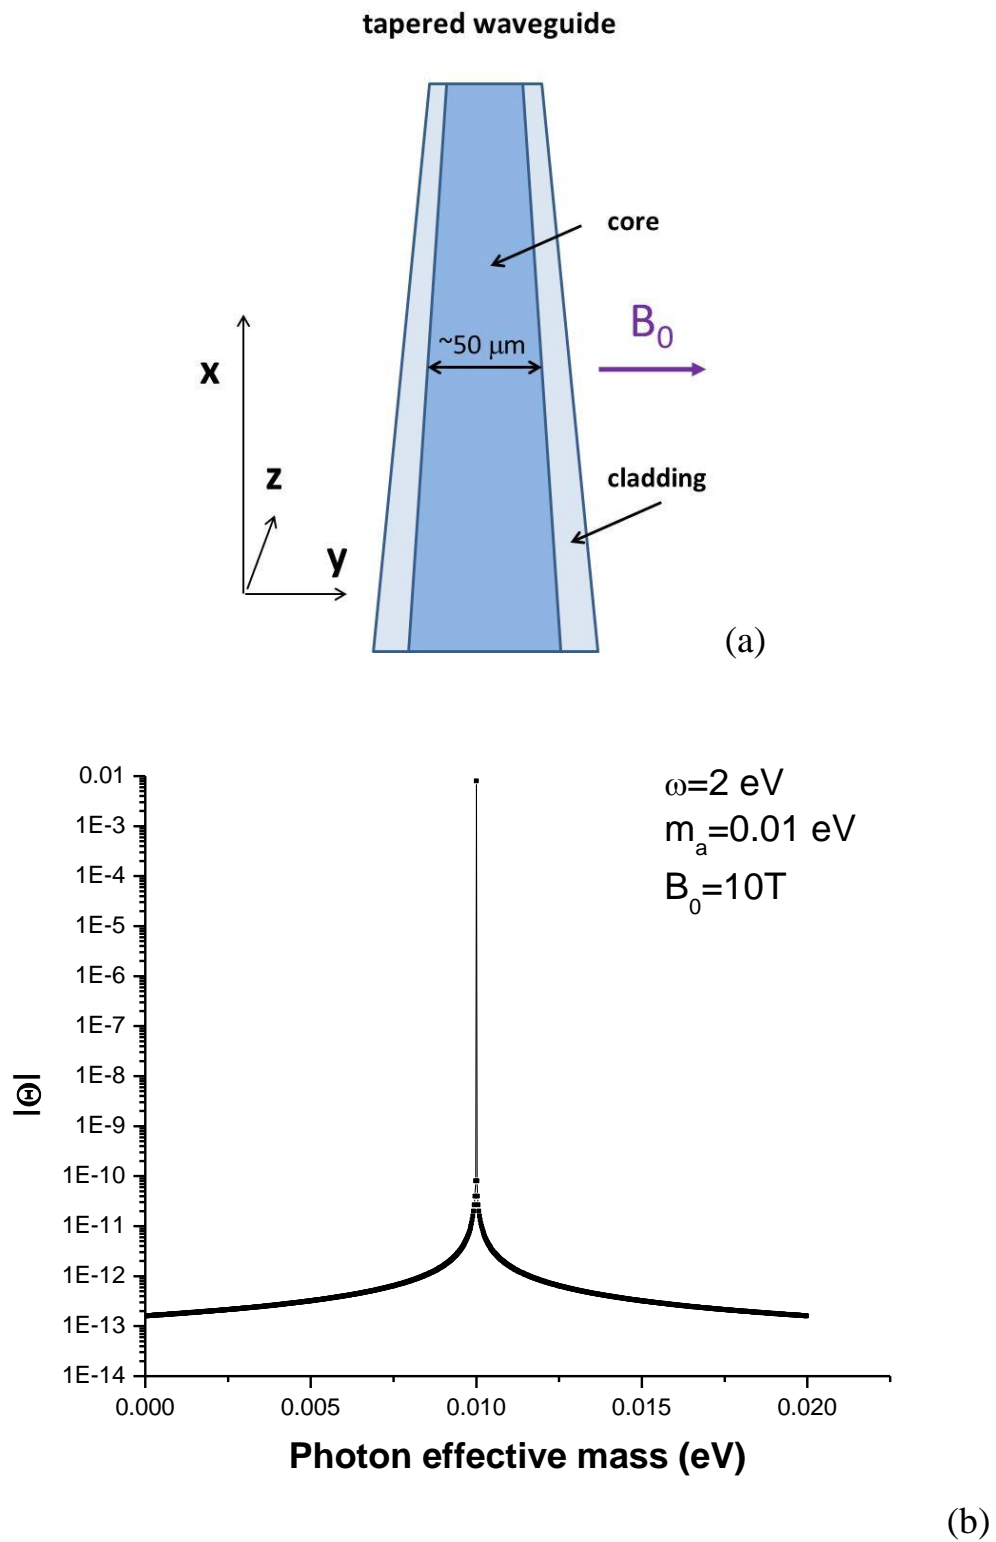 tapered waveguide
core
B₀
~50 μm
x
cladding
z
y
(a)
0.01
1E-3
1E-4
1E-5
1E-6
1E-7
1E-8
1E-9
1E-10
1E-11
1E-12
1E-13
1E-14
|Θ|
ω=2 eV
mₐ=0.01 eV
B₀=10T
0.000 0.005 0.010 0.015 0.020
Photon effective mass (eV)
(b)